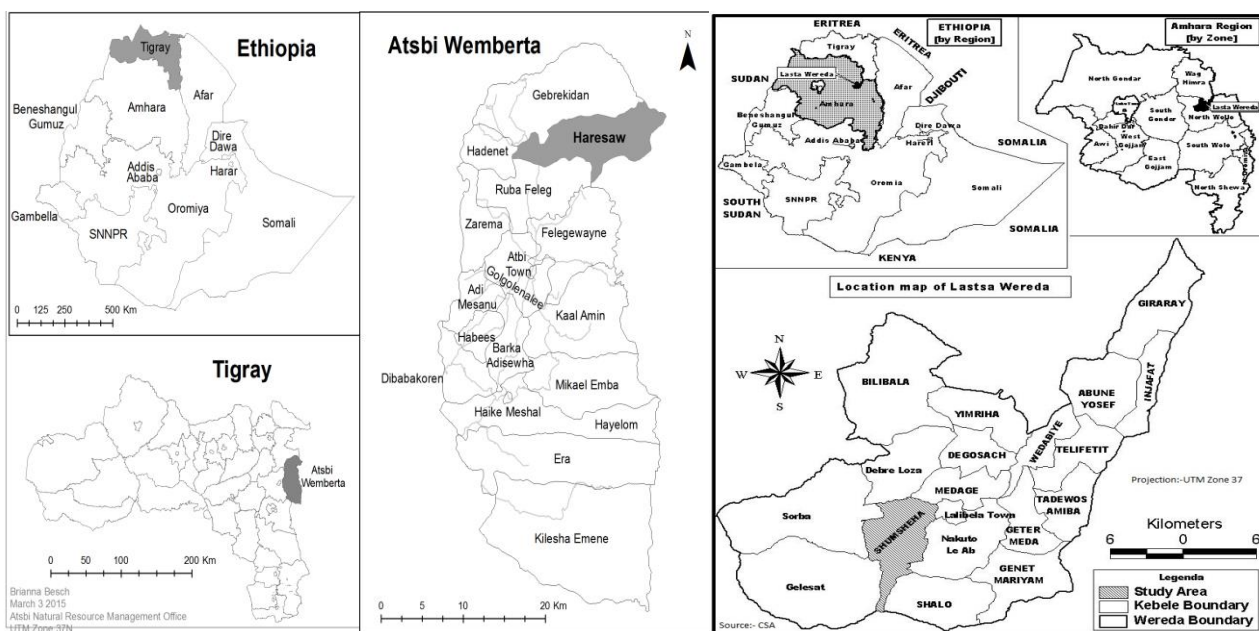 Ethiopia
Tigray
Beneshangul
Gumuz
Amhara
Afar
Dire
Dawa
Harar
Addis
Ababa
Gambella
SNNPR
Oromiya
Somali
0 125 250 500 Km
Tigray
Atsbi
Wemberta
0 50 100 200 Km
Brianna Besch
March 3 2015
Atsbi Natural Resource Management Office
UTM Zone 37N
Atsbi Wemberta
N
Gebrekidan
Haresaw
Hadenet
Ruba Feleg
Zarema
Felegewayne
Atbi
Town
Golgolenalee
Adi
Mesanu
Kaal Amin
Habees
Barka
Adisewha
Dibabakoren
Mikael Emba
Haike Meshal
Hayelom
Era
Kilesha Emene
0 5 10 20 Km
ERITREA
ETHIOPIA
[by Region]
Tigray
ERITREA
SUDAN
Lasta Wereda
Afar
DJIBOUTI
Amhara
Beneshangul
Gumuz
Dire Dawa
Addis Ababa
Hareri
SOMALIA
Gambela
Oromia
Somali
SNNPR
SOUTH
SUDAN
SOMALIA
KENYA
Amhara Region
[by Zone]
North Gondar
Wag
Himra
Lasta Wereda
South
Gonder
North Wollo
Bahir Dar
West
Gojjam
Awi
South Wolo
East
Gojjam
North Shewa
Location map of Lastsa Wereda
N
W E
S
GIRARAY
BILIBALA
INJAFAT
ABUNE
YOSEF
YIMRIHA
WEDABIYE
TELIFETIT
DEGOSACH
Debre Loza
MEDAGE
Projection:-UTM Zone 37
TADEWOS
AMIBA
Sorba
SHUMSHEHA
Lalibela Town
GETER
MEDA
Nakuto
Le Ab
Kilometers
6 3 0 6
GENET
MARIYAM
Gelesat
SHALO
Legenda
Study Area
Kebele Boundary
Wereda Boundary
Source:- CSA